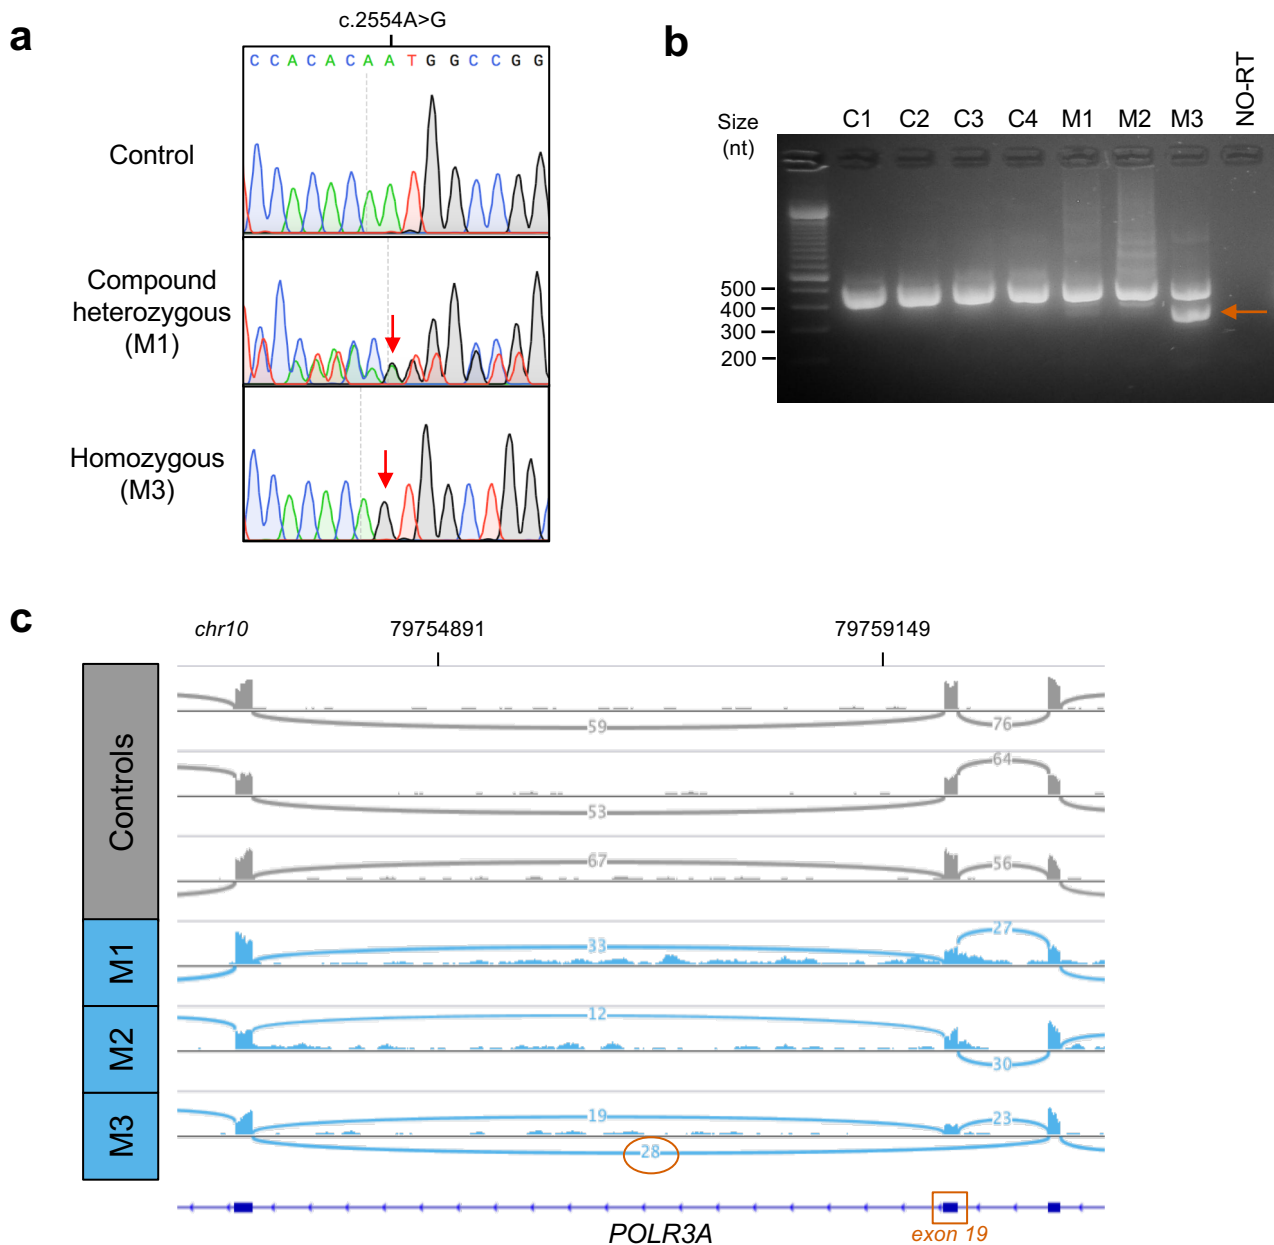 a
c.2554A>G
C C A C A C A A T G G C C G G
Control
Compound
heterozygous
(M1)
Homozygous
(M3)
b
Size
(nt)
C1 C2 C3 C4 M1 M2 M3 NO-RT
500
400
300
200
c
chr10 79754891 79759149
Controls
59 76
64
53
67 56
M1
33 27
M2
12
30
M3
19 23
28
POLR3A
exon 19